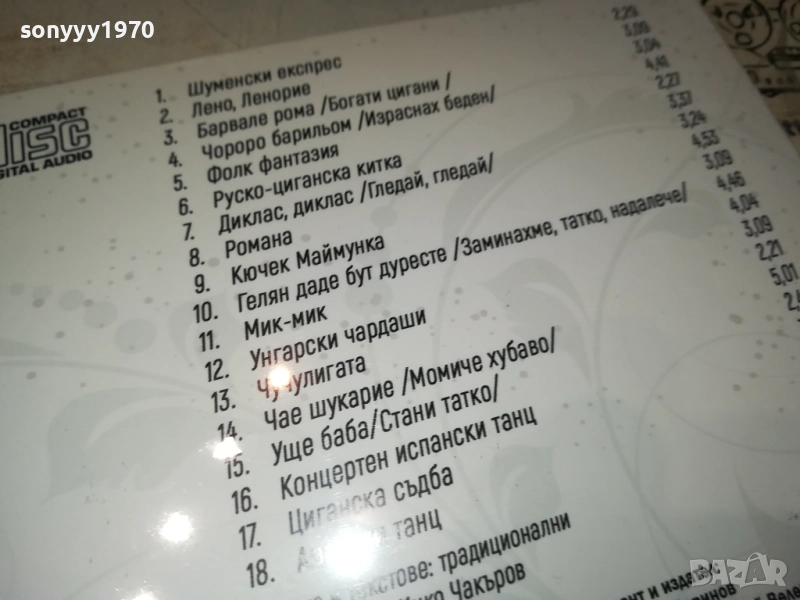 sonyyy1970
COMPACT
DISC
DIGITAL AUDIO
1. Шуменски експрес 2,29
2. Лено, Ленорие 3,09
3. Барвале рома /Богати цигани / 3,04
4. Чороро барильом /Израснах беден/ 4,41
5. Фолк фантазия 2,27
6. Руско-циганска китка 3,37
7. Диклас, диклас /Гледай, гледай/ 3,24
8. Романа 4,53
9. Кючек Маймунка 3,09
10. Гелян даде бут дуресте /Заминахме, татко, надалече/ 4,46
11. Мик-мик 4,04
12. Унгарски чардаши 3,09
13. Чучулигата 2,21
14. Чае шукарие /Момиче хубаво/ 5,01
15. Уще баба/Стани татко/
16. Концертен испански танц
17. Циганска съдба
18. танц
текстове: традиционални
Чакъров
и издател
BAZAR